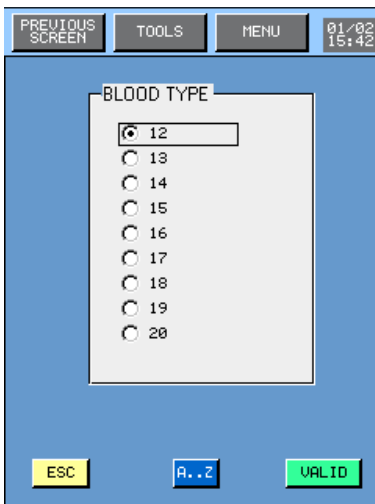 PREVIOUS
SCREEN
TOOLS
MENU
01/02
15:42
BLOOD TYPE
12
13
14
15
16
17
18
19
20
ESC
A..Z
VALID